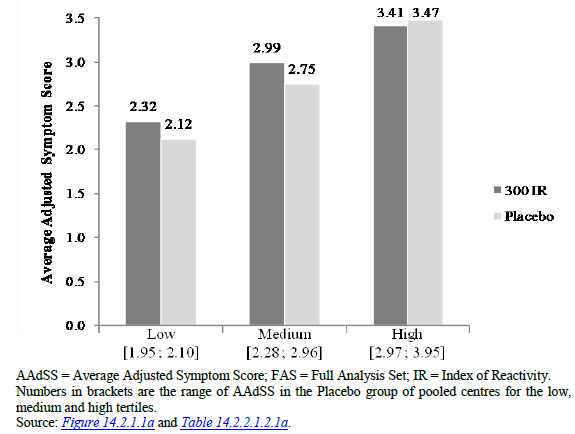 3.5
3.0
2.5
2.0
1.5
1.0
0.5
0.0
Average Adjusted Symptom Score
2.32
2.12
2.99
2.75
3.41 3.47
300 IR
Placebo
Low
[1.95 ; 2.10]
Medium
[2.28 ; 2.96]
High
[2.97 ; 3.95]
AAdSS = Average Adjusted Symptom Score; FAS = Full Analysis Set; IR = Index of Reactivity.
Numbers in brackets are the range of AAdSS in the Placebo group of pooled centres for the low,
medium and high tertiles.
Source: Figure 14.2.1.1a and Table 14.2.2.1.2.1a.